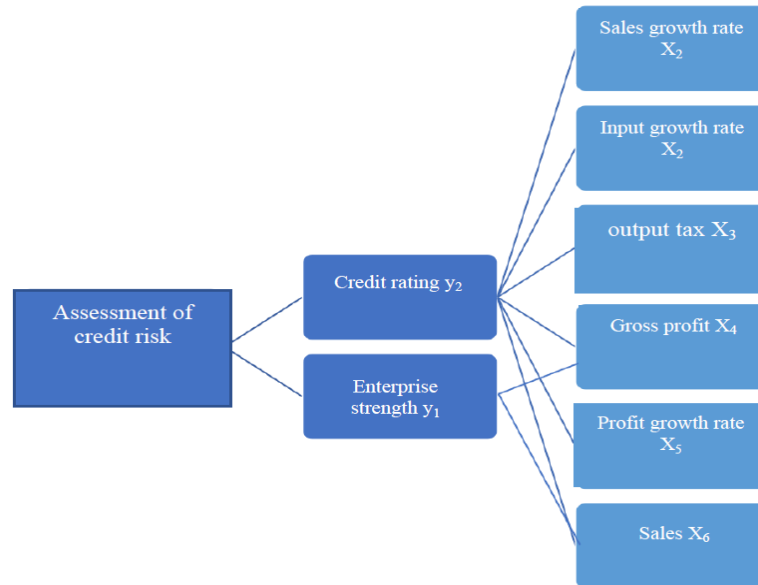 Assessment of
credit risk
Credit rating y₂
Enterprise
strength y₁
Sales growth rate
X₂
Input growth rate
X₂
output tax X₃
Gross profit X₄
Profit growth rate
X₅
Sales X₆